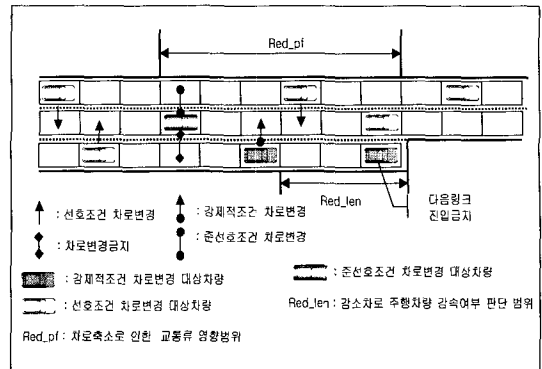 Red_pf
Red_len
다음링크
진입금지
: 선호조건 차로변경
: 강제적조건 차로변경
: 차로변경금지
: 준선호조건 차로변경
: 강제적조건 차로변경 대상차량
: 준선호조건 차로변경 대상차량
: 선호조건 차로변경 대상차량
Red_len : 감소차로 주행차량 감속여부 판단 범위
Red_pf : 차로축소로 인한 교통류 영향범위